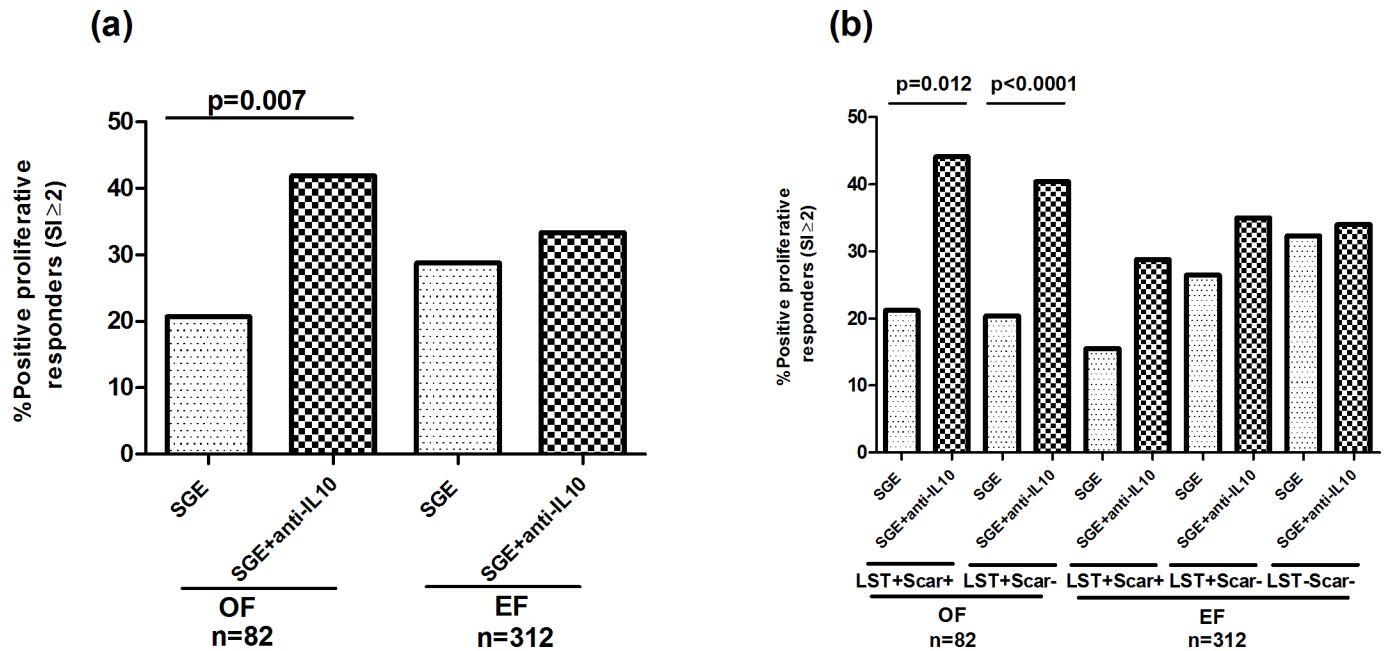 (a)
p=0.007
%Positive proliferative
responders (SI≥2)
50
40
30
20
10
0
SGE
SGE+anti-IL10
SGE
SGE+anti-IL10
OF
n=82
EF
n=312
(b)
p=0.012
p<0.0001
%Positive proliferative
responders (SI≥2)
50
40
30
20
10
0
SGE
SGE+anti-IL10
SGE
SGE+anti-IL10
SGE
SGE+anti-IL10
SGE
SGE+anti-IL10
SGE
SGE+anti-IL10
LST+Scar+
LST+Scar-
LST+Scar+
LST+Scar-
LST-Scar-
OF
n=82
EF
n=312